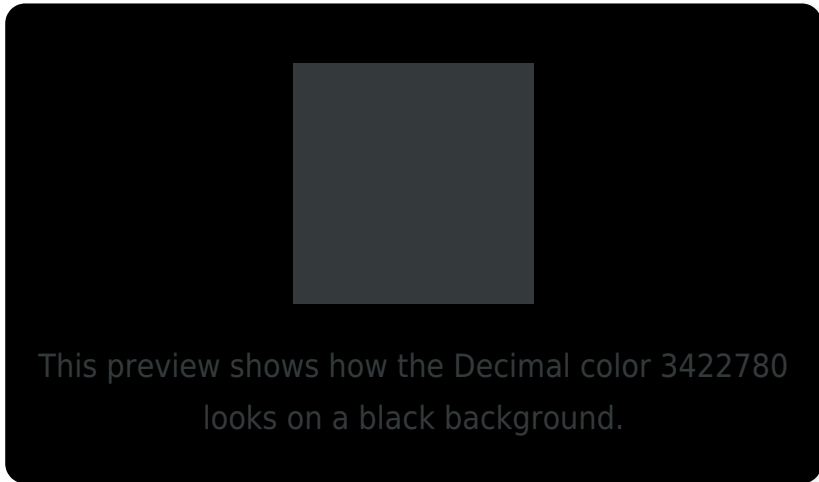 This preview shows how the Decimal color 3422780
looks on a black background.